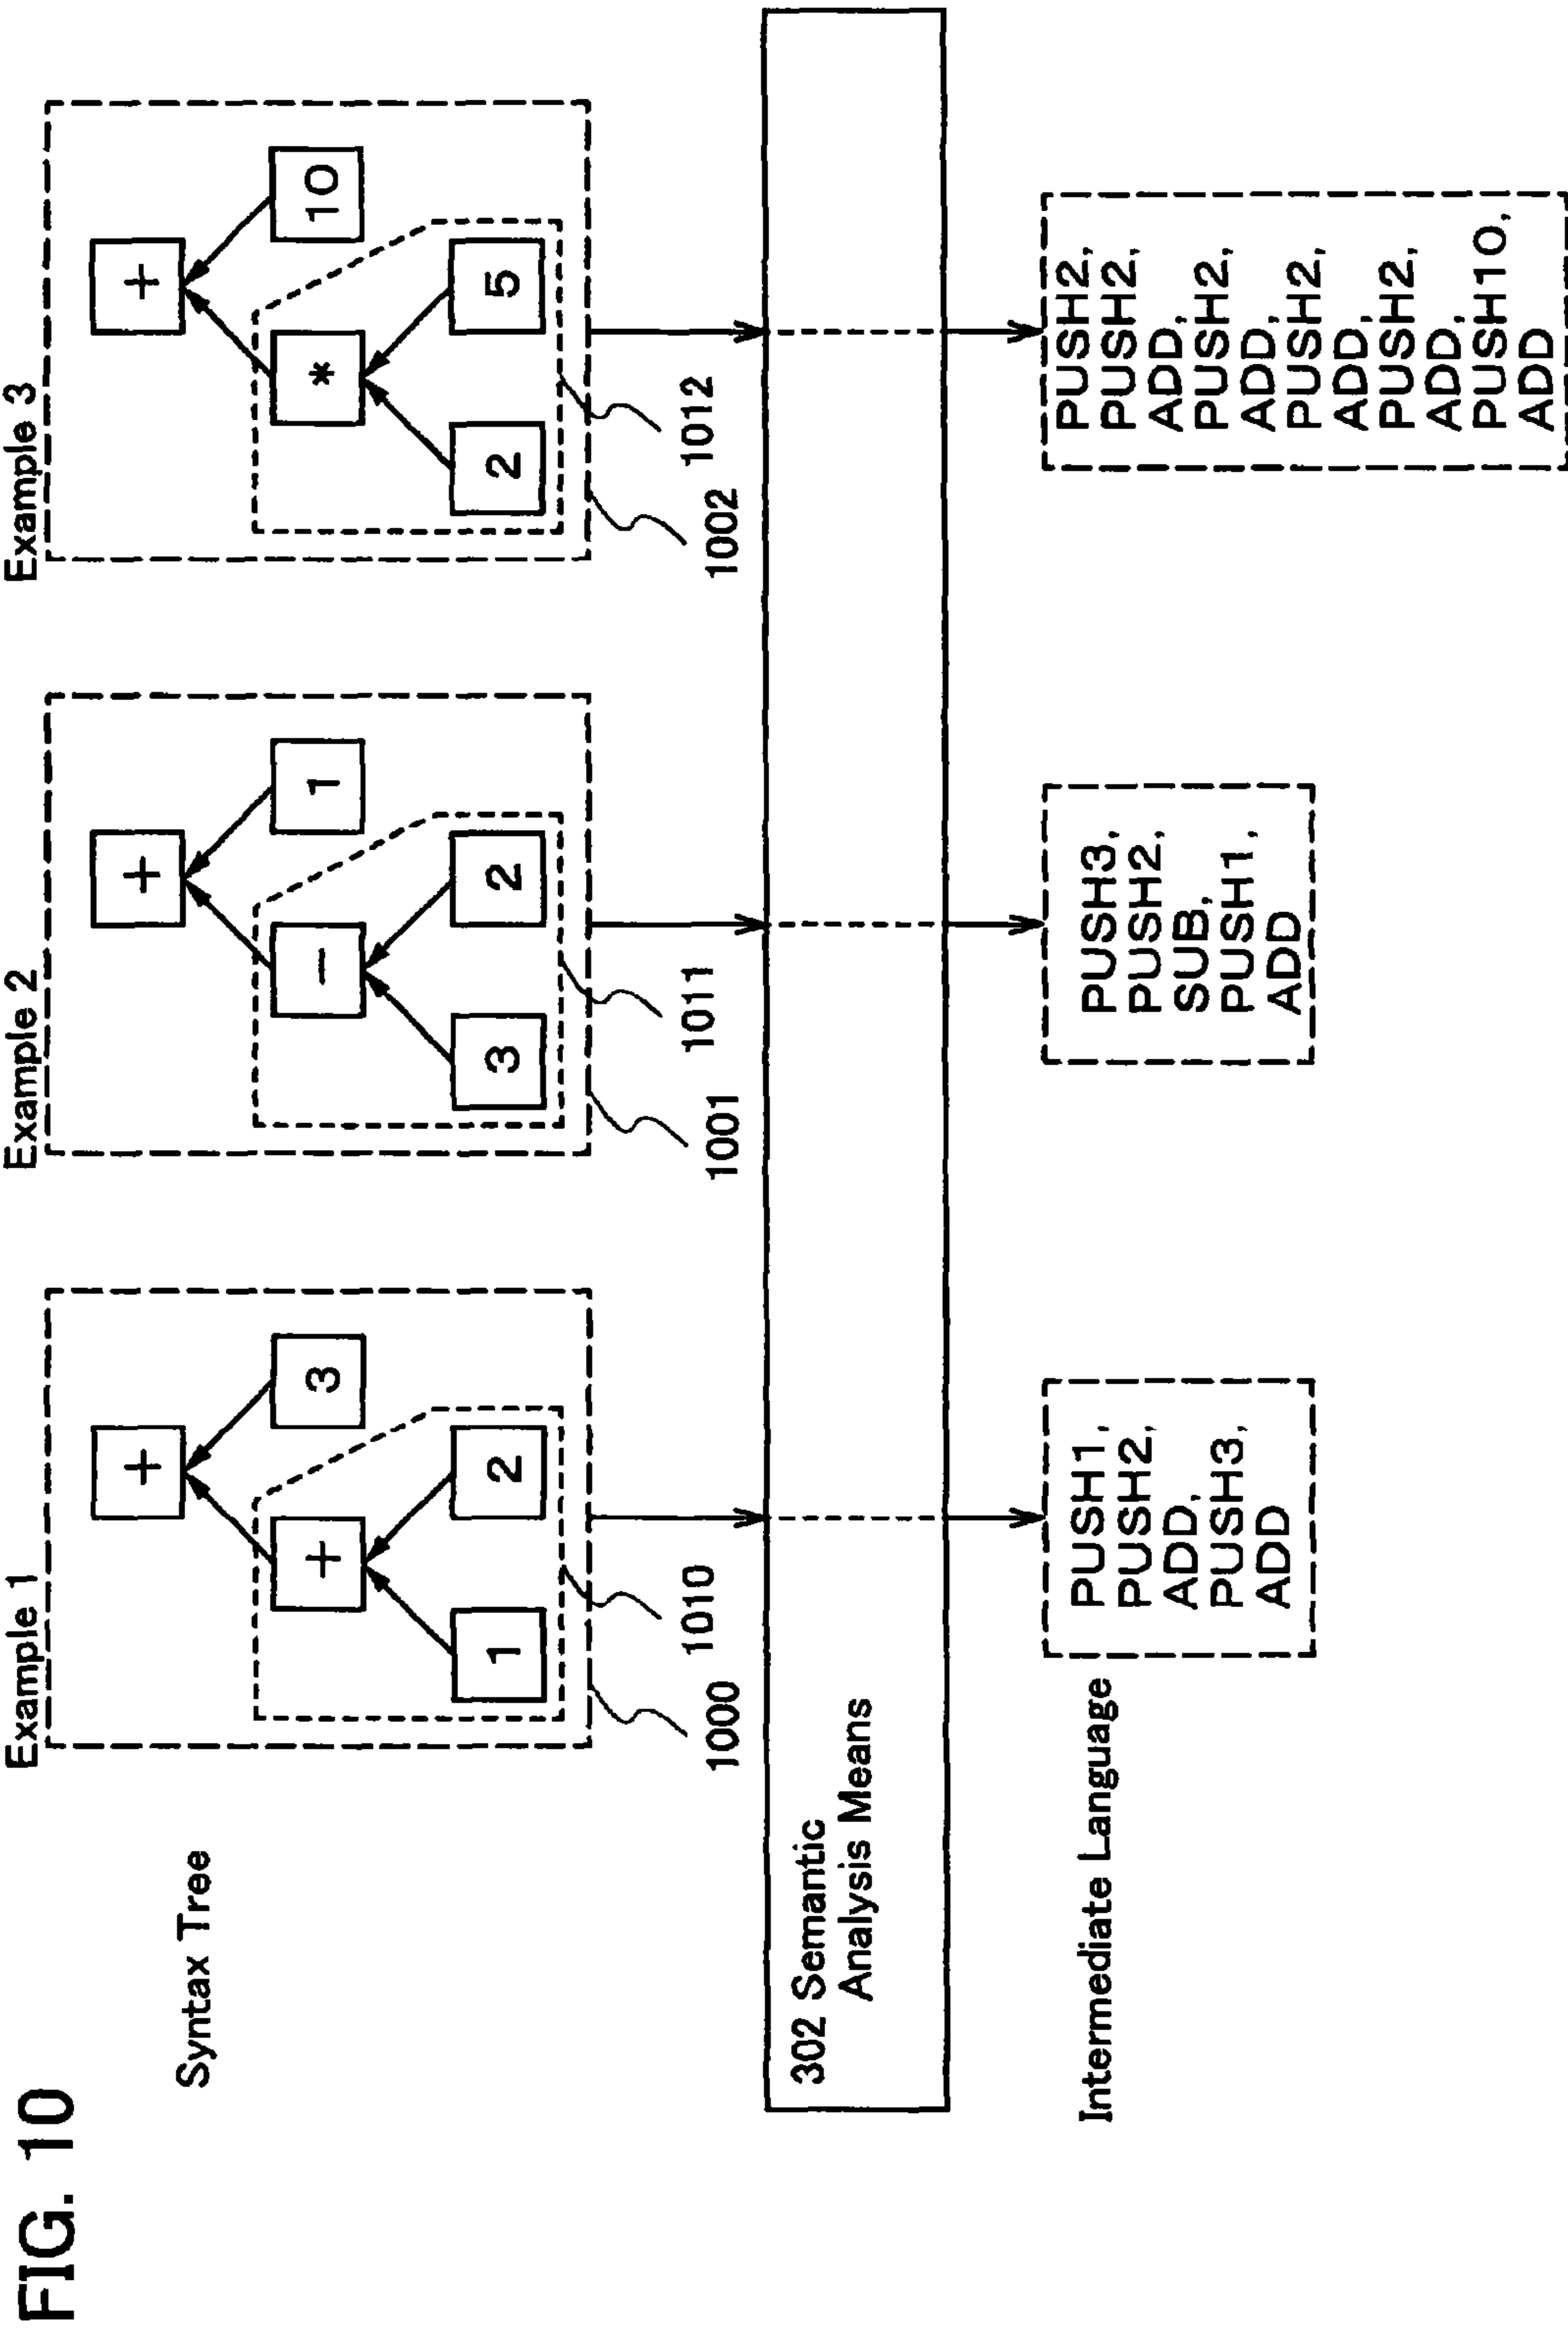 FIG. 10
Example 1
Example 2
Example 3
Syntax Tree
+
+
3
1
2
+
-
1
3
2
+
*
10
2
5
1000
1010
1001
1011
1002
1012
302 Semantic
Analysis Means
Intermediate Language
PUSH1,
PUSH2,
ADD,
PUSH3,
ADD
PUSH3,
PUSH2,
SUB,
PUSH1,
ADD
PUSH2,
PUSH2,
ADD,
PUSH2,
ADD,
PUSH2,
ADD,
PUSH2,
ADD,
PUSH10,
ADD